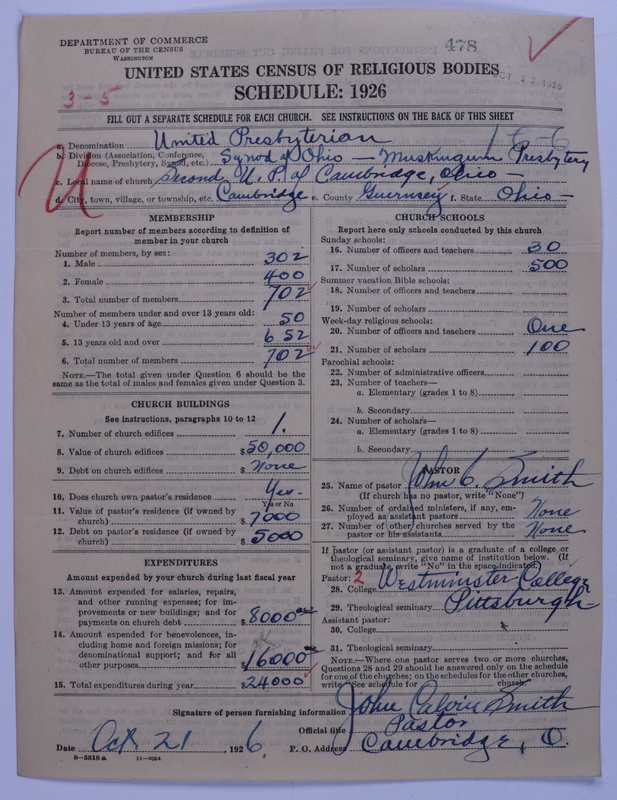 DEPARTMENT OF COMMERCE
BUREAU OF THE CENSUS
WASHINGTON
478
OCT 22 1926
UNITED STATES CENSUS OF RELIGIOUS BODIES
SCHEDULE: 1926
3-5
FILL OUT A SEPARATE SCHEDULE FOR EACH CHURCH. SEE INSTRUCTIONS ON THE BACK OF THIS SHEET
a. Denomination United Presbyterian
b. Division (Association, Conference, Diocese, Presbytery, Synod, etc.) Synod of Ohio — Muskingum Presbytery
c. Local name of church Second U. P. of Cambridge, Ohio —
d. City, town, village, or township, etc. Cambridge e. County Guernsey f. State Ohio —
MEMBERSHIP
Report number of members according to definition of
member in your church
Number of members, by sex:
1. Male 302
2. Female 400
3. Total number of members 702
Number of members under and over 13 years old:
4. Under 13 years of age 50
5. 13 years old and over 652
6. Total number of members 702
NOTE.—The total given under Question 6 should be
same as the total of males and females given under Question 3.
CHURCH BUILDINGS
See instructions, paragraphs 10 to 12
7. Number of church edifices 1.
8. Value of church edifices $50,000
9. Debt on church edifices $ None
10. Does church own pastor's residence Yes-
Yes or No
11. Value of pastor's residence (if owned by
church) $ 7000
12. Debt on pastor's residence (if owned by
church) $ 5000
EXPENDITURES
Amount expended by your church during last fiscal year
13. Amount expended for salaries, repairs,
and other running expenses; for im-
provements or new buildings; and for
payments on church debt $8000
14. Amount expended for benevolences, in-
cluding home and foreign missions; for
denominational support; and for all
other purposes $16000
15. Total expenditures during year $24000
CHURCH SCHOOLS
Report here only schools conducted by this church
Sunday schools:
16. Number of officers and teachers 30
17. Number of scholars 500
Summer vacation Bible schools:
18. Number of officers and teachers
19. Number of scholars
Week-day religious schools:
20. Number of officers and teachers One
21. Number of scholars 100
Parochial schools:
22. Number of administrative officers
23. Number of teachers—
a. Elementary (grades 1 to 8)
b. Secondary
24. Number of scholars—
a. Elementary (grades 1 to 8)
b. Secondary
PASTOR
25. Name of pastor John C. Smith
(If church has no pastor, write "None")
26. Number of ordained ministers, if any, em-
ployed as assistant pastors None
27. Number of other churches served by the
pastor or his assistants None
If pastor (or assistant pastor) is a graduate of a college or
theological seminary, give name of institution below. (If
not a graduate, write "No" in the space indicated.)
Pastor: 2
28. College Westminster College
29. Theological seminary Pittsburgh
Assistant pastor:
30. College
31. Theological seminary
NOTE.—Where one pastor serves two or more churches,
Questions 28 and 29 should be answered only on the schedule
for one of the churches; on the schedules for the other churches,
write "See schedule for church."
Signature of person furnishing information John Calvin Smith
Official title Pastor
Date Oct 21, 1926. P. O. Address Cambridge, O.
8—5518a 11—9054